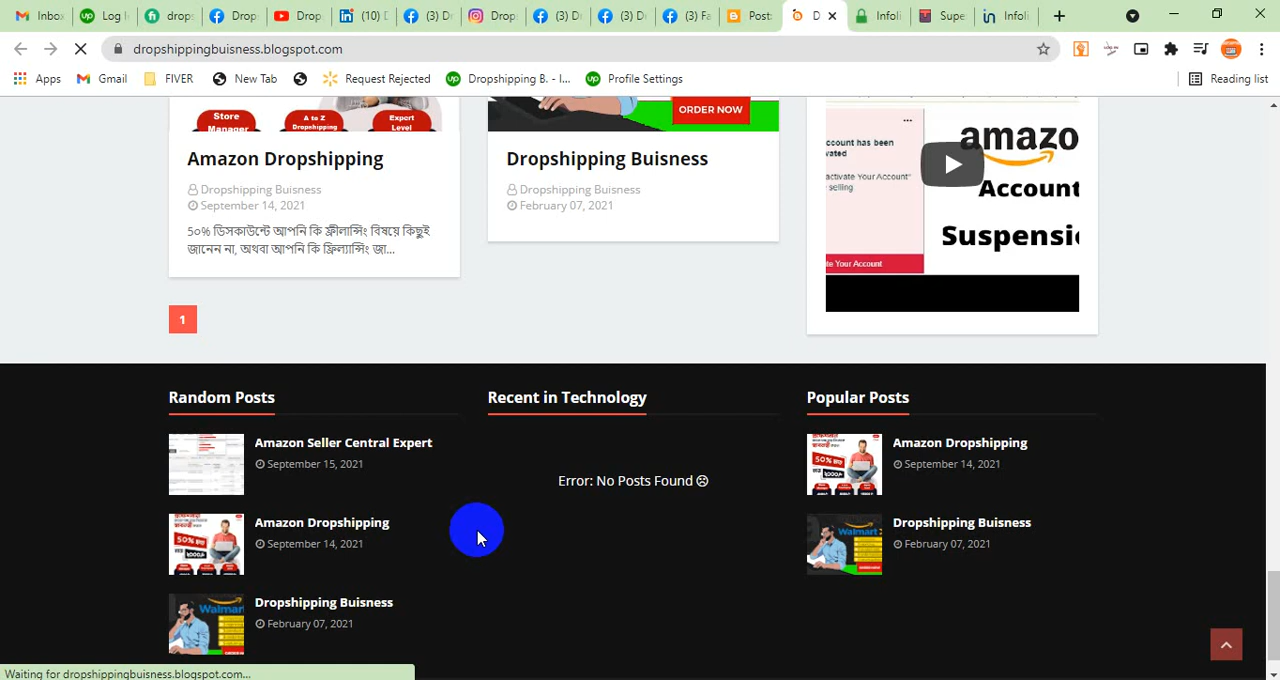 Inbox
Log I
drops
Drop
Drop
(10) D
(3) D
Drop
(3) D
(3) D
(3) Fa
Post:
D
Infoli
Supe
Infoli
dropshippingbuisness.blogspot.com
Apps
Gmail
FIVER
New Tab
Request Rejected
Dropshipping B. - I...
Profile Settings
Reading list
Store Manager
A to Z Dropshipping
Expert Level
ORDER NOW
Amazon Dropshipping
Dropshipping Buisness
September 14, 2021
৫০% ডিসকাউন্টে আপনি কি ফ্রীলান্সিং বিষয়ে কিছুই
জানেন না, অথবা আপনি কি ফ্রিল্যান্সিং জা...
Dropshipping Buisness
Dropshipping Buisness
February 07, 2021
ccount has been
vated
activate Your Account"
selling
te Your Account
amazo
Account
Suspensi
1
Random Posts
Amazon Seller Central Expert
September 15, 2021
Amazon Dropshipping
September 14, 2021
Dropshipping Buisness
February 07, 2021
Recent in Technology
Error: No Posts Found ☹
Popular Posts
Amazon Dropshipping
September 14, 2021
Dropshipping Buisness
February 07, 2021
Waiting for dropshippingbuisness.blogspot.com...